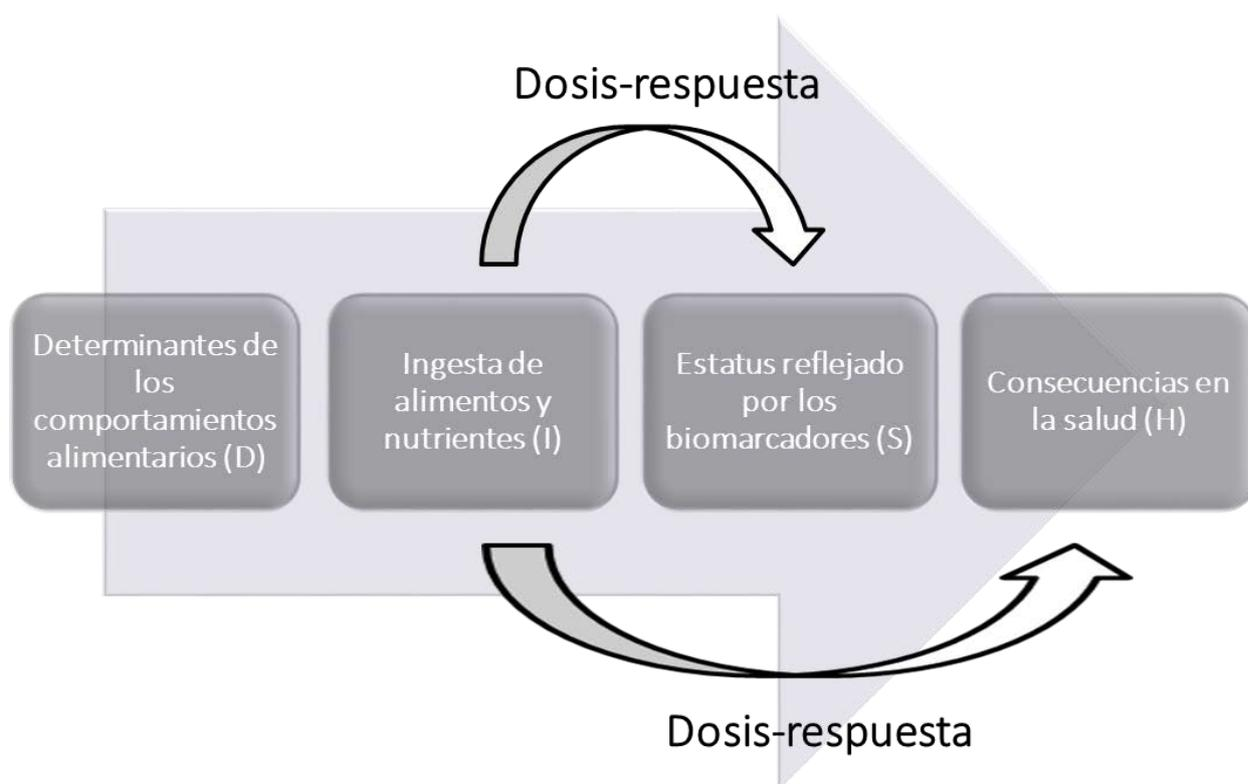 Dosis-respuesta
Determinantes de
los
comportamientos
alimentarios (D)
Ingesta de
alimentos y
nutrientes (I)
Estatus reflejado
por los
biomarcadores (S)
Consecuencias en
la salud (H)
Dosis-respuesta